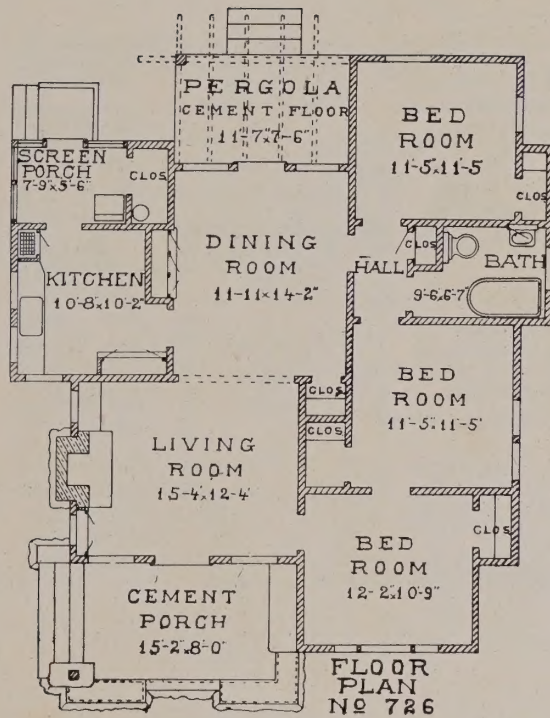 PERGOLA
CEMENT FLOOR
11'-7"x7'-6"
BED
ROOM
11'-5"x11'-5
SCREEN
PORCH
7'-9"x5'-6"
CLOS.
CLOS
DINING
ROOM
11'-11"x14'-2"
HALL
CLOS
BATH
9'-6"x6'-7"
KITCHEN
10'-8"x10'-2"
BED
ROOM
11'-5"x11'-5'
CLOS
CLOS
LIVING
ROOM
15'-4"x12'-4"
CLOS
BED
ROOM
12'-2"x10'-9"
CEMENT
PORCH
15'-2"x8'-0"
FLOOR
PLAN
Nº 726